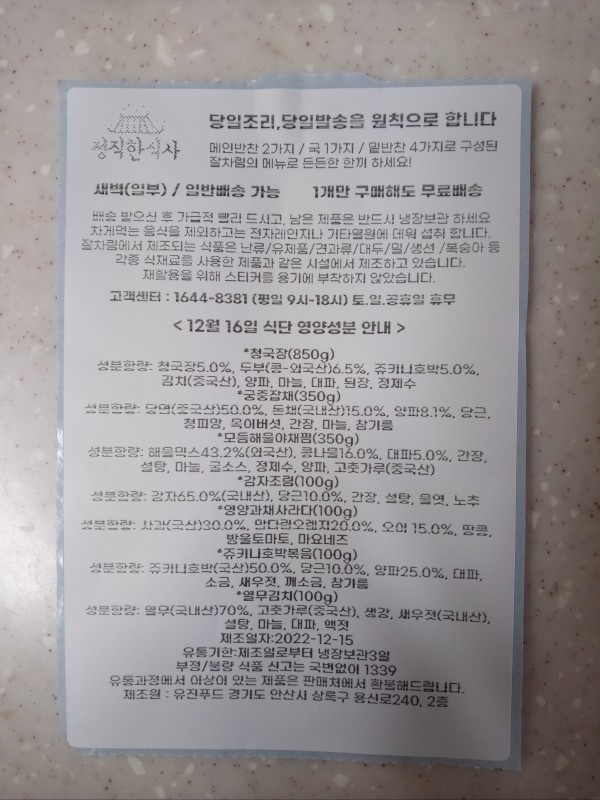 정직한식사
당일조리,당일발송을 원칙으로 합니다
메인반찬 2가지 / 국 1가지 / 밑반찬 4가지로 구성된
잘차림의 메뉴로 든든한 한끼 하세요!
새벽(일부) / 일반배송 가능 1개만 구매해도 무료배송
배송 받으신 후 가급적 빨리 드시고, 남은 제품은 반드시 냉장보관 하세요
차게먹는 음식을 제외하고는 전자레인지나 기타열원에 데워 섭취 합니다.
잘차림에서 제조되는 식품은 난류/유제품/견과류/대두/밀/생선 /복숭아 등
각종 식재료를 사용한 제품과 같은 시설에서 제조하고 있습니다.
재활용을 위해 스티커를 용기에 부착하지 않았습니다.
고객센터 : 1644-8381 (평일 9시-18시) 토.일.공휴일 휴무
< 12월 16일 식단 영양성분 안내 >
*청국장(850g)
성분함량: 청국장5.0%, 두부(콩-외국산)6.5%, 쥬키니호박5.0%,
김치(중국산), 양파, 마늘, 대파, 된장, 정제수
*궁중잡채(350g)
성분함량: 당면(중국산)50.0%, 돈채(국내산)15.0%, 양파8.1%, 당근,
청피망, 목이버섯, 간장, 마늘, 참기름
*모듬해물야채찜(350g)
성분함량: 해물믹스43.2%(외국산), 콩나물16.0%, 대파5.0%, 간장,
설탕, 마늘, 굴소스, 정제수, 양파, 고춧가루(중국산)
*감자조림(100g)
성분함량: 감자65.0%(국내산), 당근10.0%, 간장, 설탕, 물엿, 노추
*영양과채사라다(100g)
성분함량: 사과(국산)30.0%, 만다린오렌지20.0%, 오이 15.0%, 땅콩,
방울토마토, 마요네즈
*쥬키니호박볶음(100g)
성분함량: 쥬키니호박(국산)50.0%, 당근10.0%, 양파25.0%, 대파,
소금, 새우젓, 깨소금, 참기름
*열무김치(100g)
성분함량: 열무(국내산)70%, 고춧가루(중국산), 생강, 새우젓(국내산),
설탕, 마늘, 대파, 액젓
제조일자:2022-12-15
유통기한:제조일로부터 냉장보관3일
부정/불량 식품 신고는 국번없이 1339
유통과정에서 이상이 있는 제품은 판매처에서 환불해드립니다.
제조원 : 유진푸드 경기도 안산시 상록구 용신로240, 2층